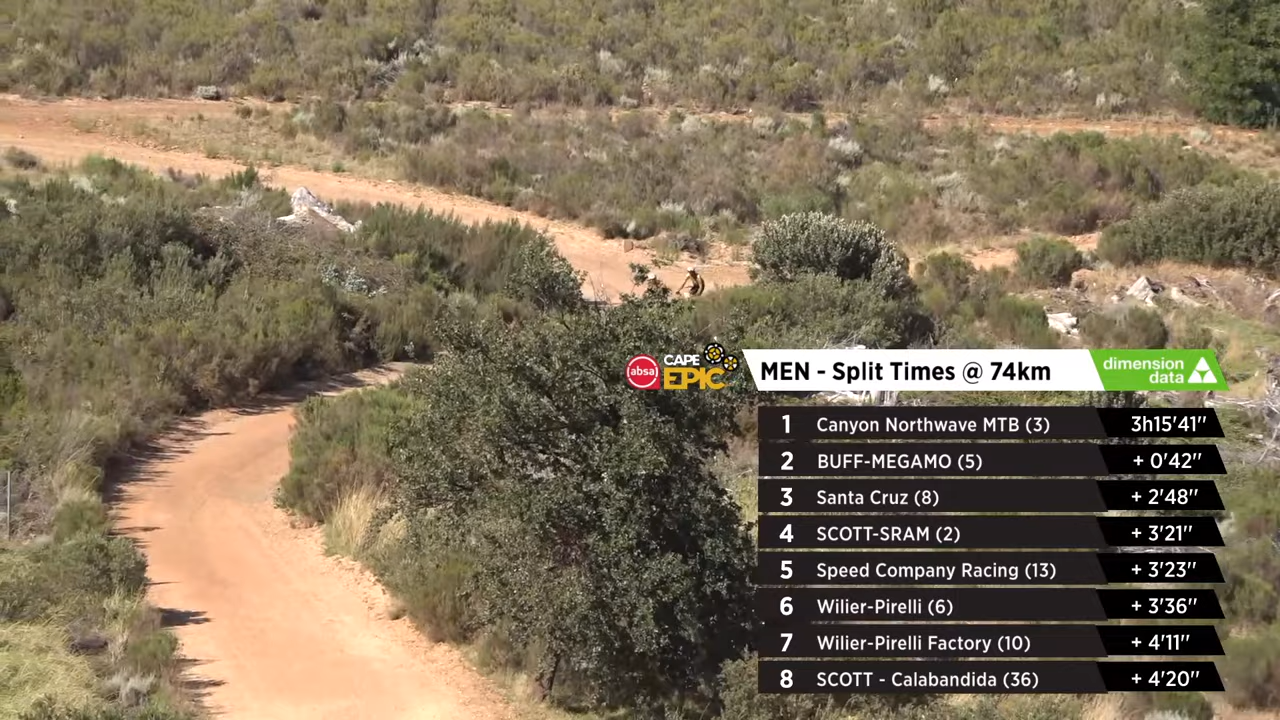 absa CAPE EPIC
MEN - Split Times @ 74km
dimension data
1 Canyon Northwave MTB (3) 3h15'41''
2 BUFF-MEGAMO (5) + 0'42''
3 Santa Cruz (8) + 2'48''
4 SCOTT-SRAM (2) + 3'21''
5 Speed Company Racing (13) + 3'23''
6 Wilier-Pirelli (6) + 3'36''
7 Wilier-Pirelli Factory (10) + 4'11''
8 SCOTT - Calabandida (36) + 4'20''